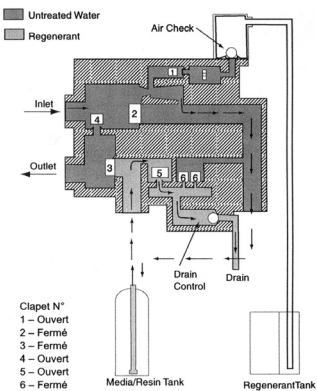 Untreated Water
Regenerant
Air Check
1
Inlet
4
2
Outlet
3
5
6 6
Drain Control
Drain
Clapet N°
1 – Ouvert
2 – Fermé
3 – Fermé
4 – Ouvert
5 – Ouvert
6 – Fermé
Media/Resin Tank
RegenerantTank